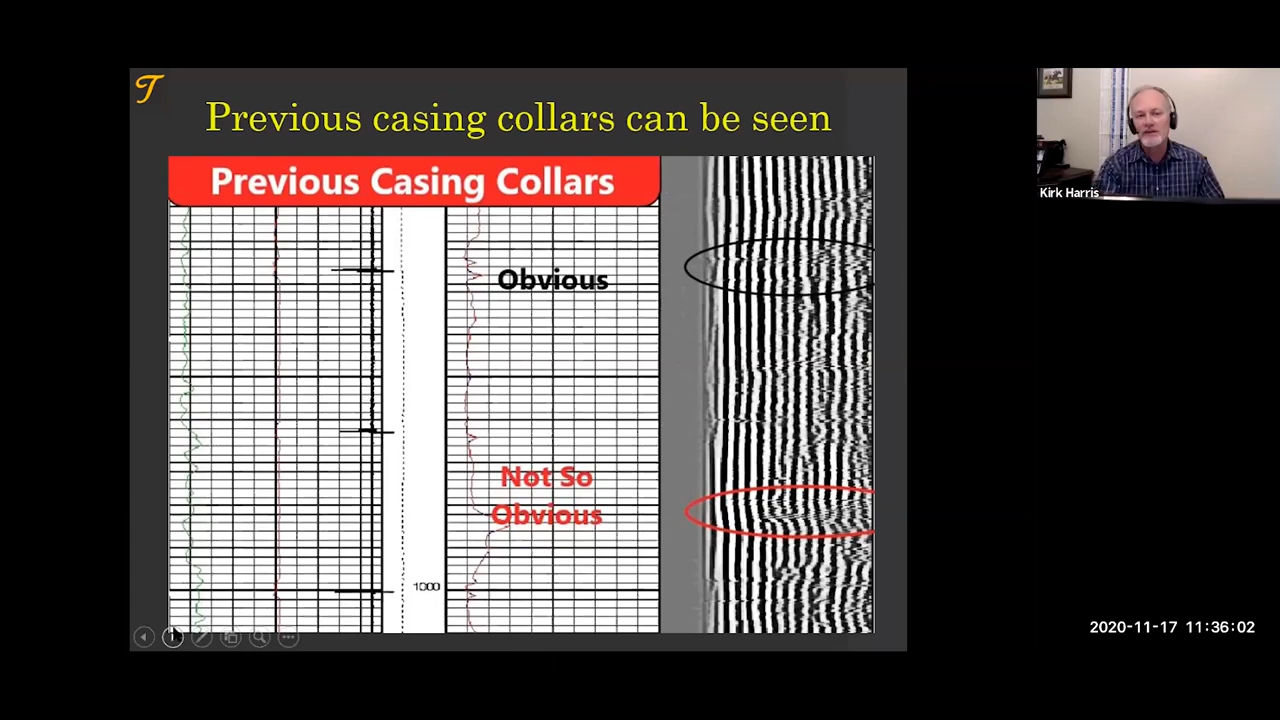 T
Previous casing collars can be seen
Previous Casing Collars
Obvious
Not So
Obvious
1000
Kirk Harris
2020-11-17 11:36:02